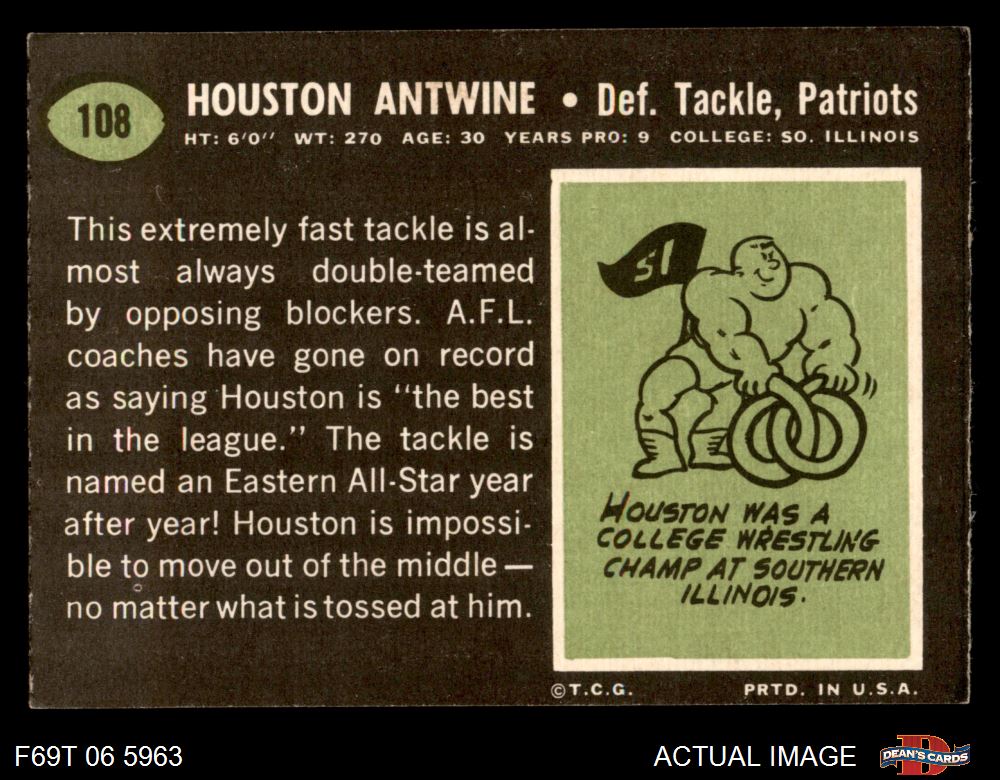 108
HOUSTON ANTWINE • Def. Tackle, Patriots
HT: 6'0'' WT: 270 AGE: 30 YEARS PRO: 9 COLLEGE: SO. ILLINOIS
This extremely fast tackle is al-
most always double-teamed
by opposing blockers. A.F.L.
coaches have gone on record
as saying Houston is ''the best
in the league.'' The tackle is
named an Eastern All-Star year
after year! Houston is impossi-
ble to move out of the middle —
no matter what is tossed at him.
SI
HOUSTON WAS A
COLLEGE WRESTLING
CHAMP AT SOUTHERN
ILLINOIS.
©T.C.G. PRTD. IN U.S.A.
F69T 06 5963
ACTUAL IMAGE
D
DEAN'S CARDS